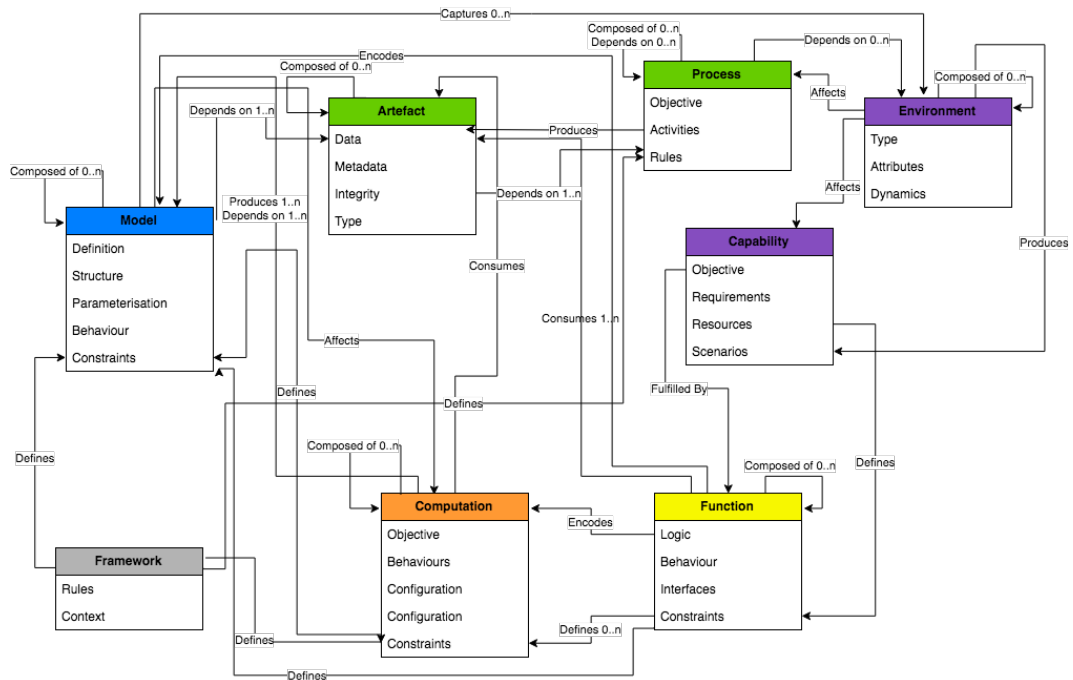 Captures 0..n
Composed of 0..n
Depends on 0..n
Depends on 0..n
Encodes
Composed of 0..n
Process
Composed of 0..n
Affects
Objective
Activities
Rules
Depends on 1..n
Artefact
Data
Metadata
Integrity
Type
Produces
Environment
Type
Attributes
Dynamics
Composed of 0..n
Produces 1..n
Depends on 1..n
Depends on 1..n
Affects
Model
Definition
Structure
Parameterisation
Behaviour
Constraints
Consumes
Capability
Objective
Requirements
Resources
Scenarios
Produces
Consumes 1..n
Affects
Defines
Defines
Fulfilled By
Defines
Composed of 0..n
Composed of 0..n
Defines
Computation
Objective
Behaviours
Configuration
Configuration
Constraints
Encodes
Function
Logic
Behaviour
Interfaces
Constraints
Framework
Rules
Context
Defines
Defines 0..n
Defines